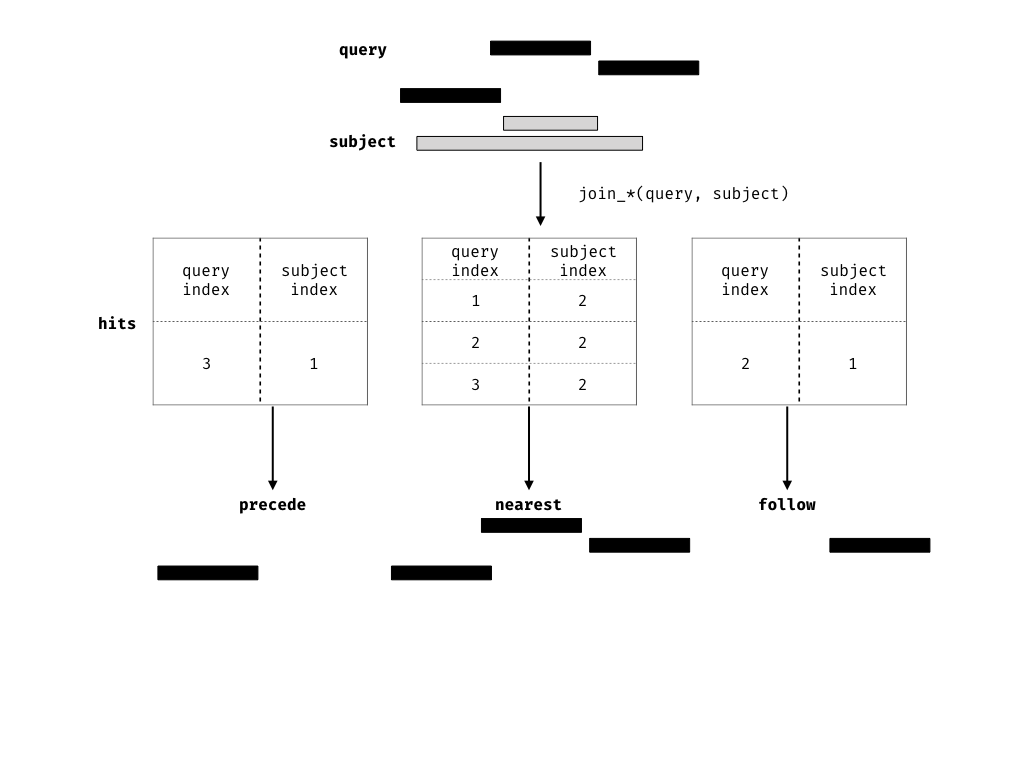 query
subject
join_*(query, subject)
hits
query subject
index index
3 1
query subject
index index
1 2
2 2
3 2
query subject
index index
2 1
precede
nearest
follow